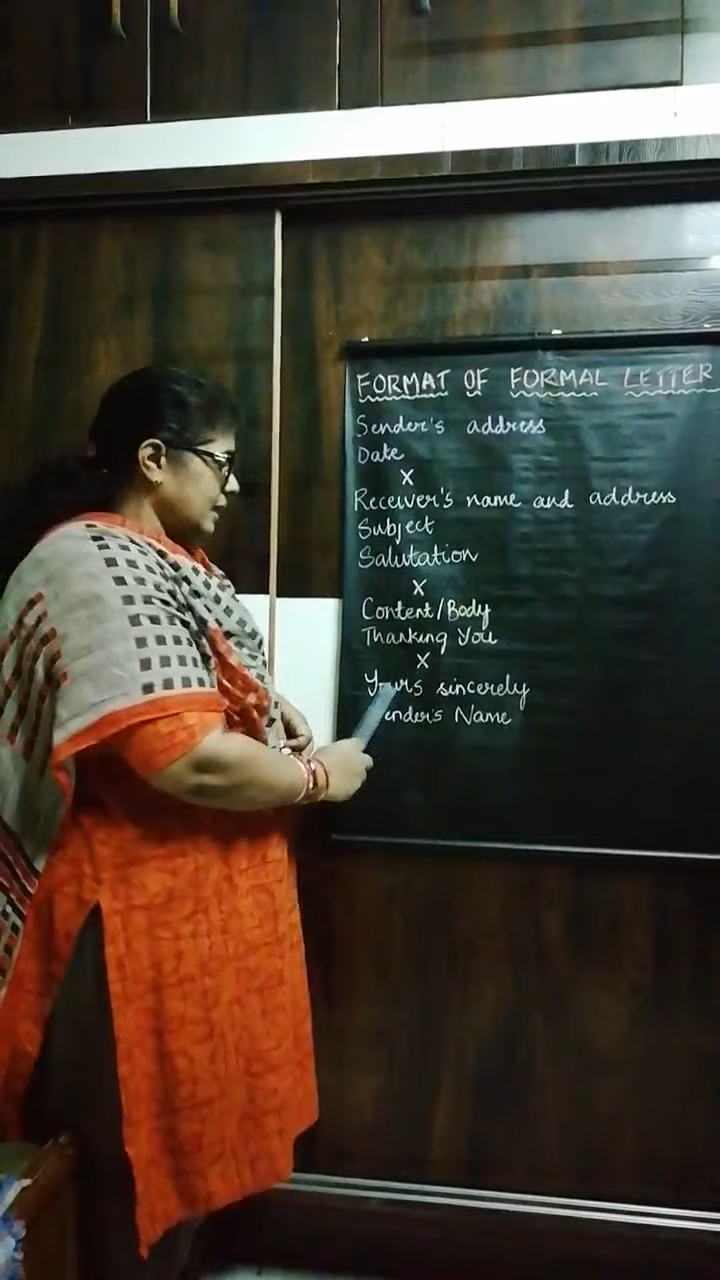 FORMAT OF FORMAL LETTER
Sender's address
Date
X
Receiver's name and address
Subject
Salutation
X
Content/Body
Thanking You
X
Yours sincerely
ender's Name